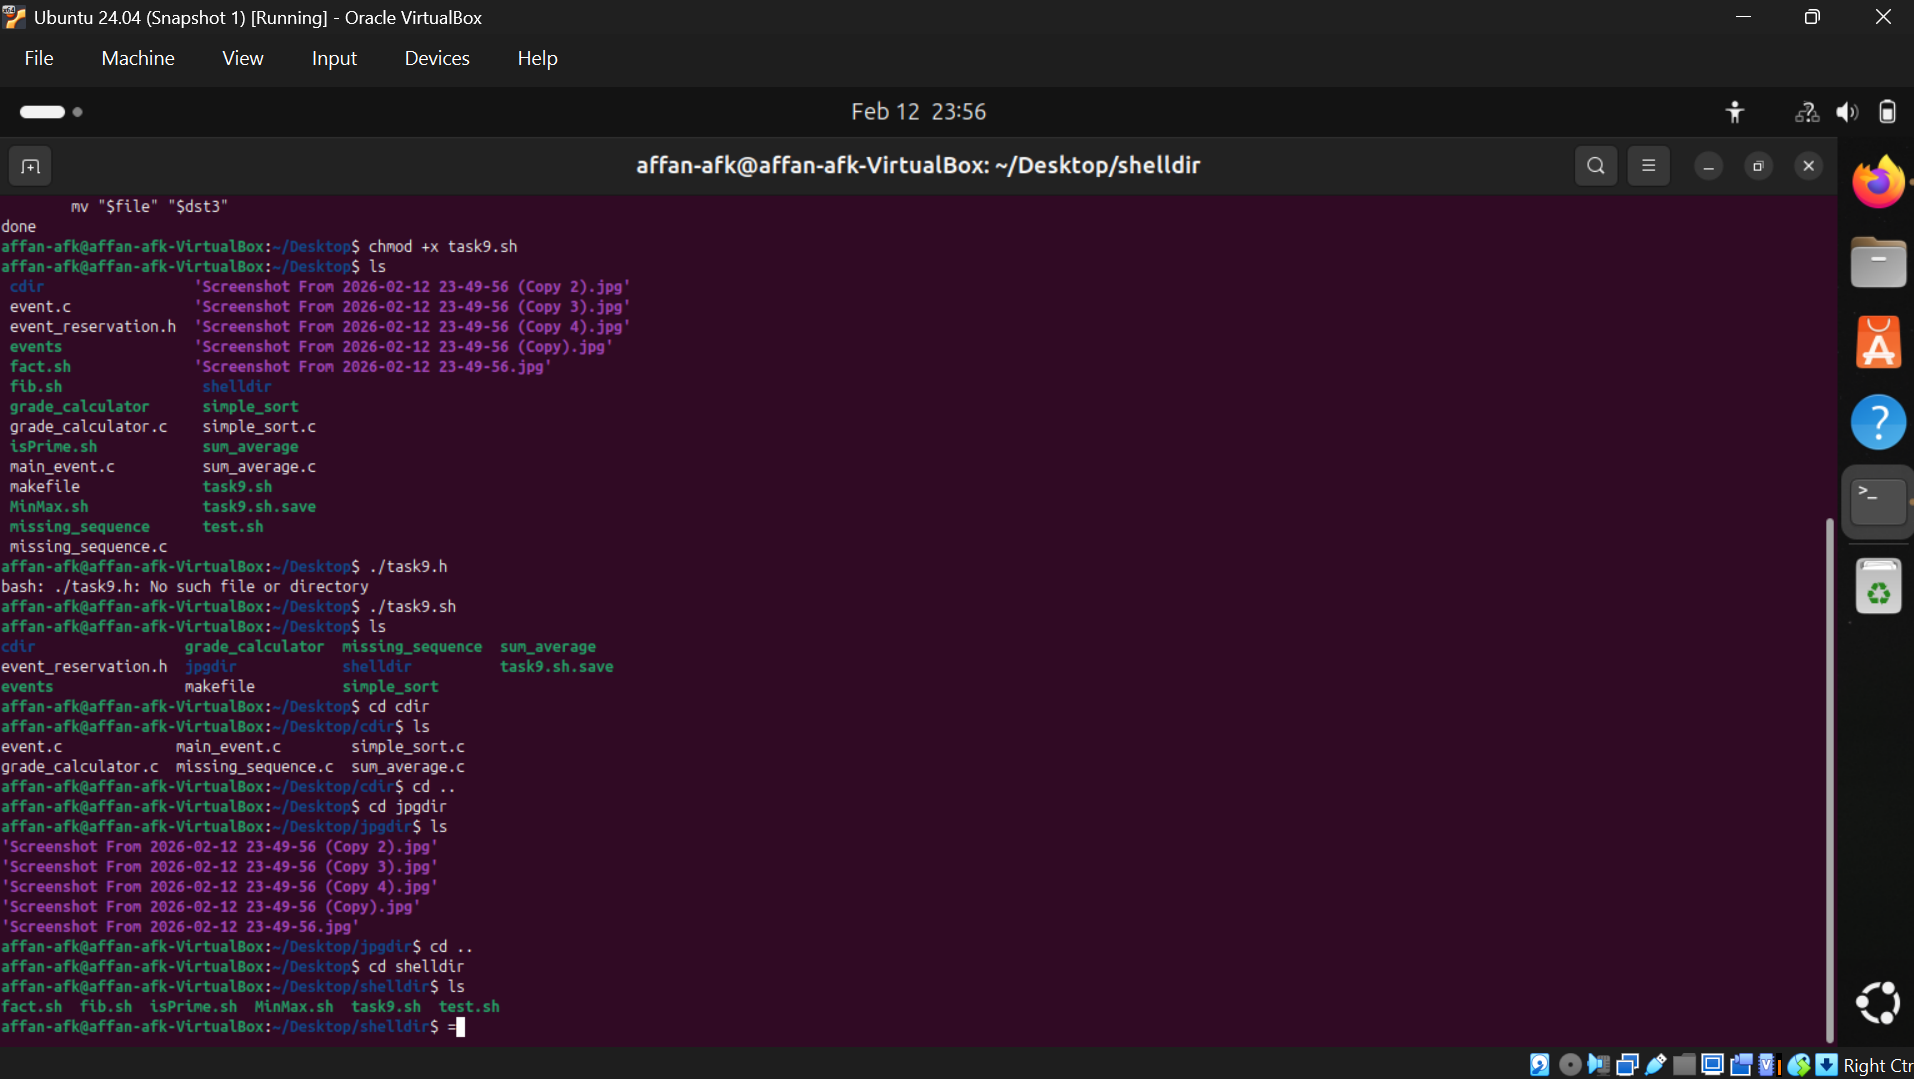 Ubuntu 24.04 (Snapshot 1) [Running] - Oracle VirtualBox
File Machine View Input Devices Help
Feb 12 23:56
affan-afk@affan-afk-VirtualBox: ~/Desktop/shelldir
mv "$file" "$dst3"
done
affan-afk@affan-afk-VirtualBox:~/Desktop$ chmod +x task9.sh
affan-afk@affan-afk-VirtualBox:~/Desktop$ ls
cdir 'Screenshot From 2026-02-12 23-49-56 (Copy 2).jpg'
event.c 'Screenshot From 2026-02-12 23-49-56 (Copy 3).jpg'
event_reservation.h 'Screenshot From 2026-02-12 23-49-56 (Copy 4).jpg'
events 'Screenshot From 2026-02-12 23-49-56 (Copy).jpg'
fact.sh 'Screenshot From 2026-02-12 23-49-56.jpg'
fib.sh shelldir
grade_calculator simple_sort
grade_calculator.c simple_sort.c
isPrime.sh sum_average
main_event.c sum_average.c
makefile task9.sh
MinMax.sh task9.sh.save
missing_sequence test.sh
missing_sequence.c
affan-afk@affan-afk-VirtualBox:~/Desktop$ ./task9.h
bash: ./task9.h: No such file or directory
affan-afk@affan-afk-VirtualBox:~/Desktop$ ./task9.sh
affan-afk@affan-afk-VirtualBox:~/Desktop$ ls
cdir grade_calculator missing_sequence sum_average
event_reservation.h jpgdir shelldir task9.sh.save
events makefile simple_sort
affan-afk@affan-afk-VirtualBox:~/Desktop$ cd cdir
affan-afk@affan-afk-VirtualBox:~/Desktop/cdir$ ls
event.c main_event.c simple_sort.c
grade_calculator.c missing_sequence.c sum_average.c
affan-afk@affan-afk-VirtualBox:~/Desktop/cdir$ cd ..
affan-afk@affan-afk-VirtualBox:~/Desktop$ cd jpgdir
affan-afk@affan-afk-VirtualBox:~/Desktop/jpgdir$ ls
'Screenshot From 2026-02-12 23-49-56 (Copy 2).jpg'
'Screenshot From 2026-02-12 23-49-56 (Copy 3).jpg'
'Screenshot From 2026-02-12 23-49-56 (Copy 4).jpg'
'Screenshot From 2026-02-12 23-49-56 (Copy).jpg'
'Screenshot From 2026-02-12 23-49-56.jpg'
affan-afk@affan-afk-VirtualBox:~/Desktop/jpgdir$ cd ..
affan-afk@affan-afk-VirtualBox:~/Desktop$ cd shelldir
affan-afk@affan-afk-VirtualBox:~/Desktop/shelldir$ ls
fact.sh fib.sh isPrime.sh MinMax.sh task9.sh test.sh
affan-afk@affan-afk-VirtualBox:~/Desktop/shelldir$ =
Right Ctr